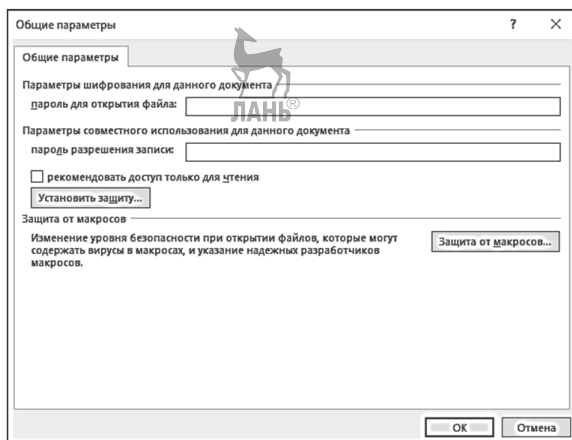 Общие параметры ? ×
Общие параметры
Параметры шифрования для данного документа
пароль для открытия файла:
ЛАНЬ®
Параметры совместного использования для данного документа
пароль разрешения записи:
рекомендовать доступ только для чтения
Установить защиту...
Защита от макросов
Изменение уровня безопасности при открытии файлов, которые могут
содержать вирусы в макросах, и указание надежных разработчиков
макросов.
Защита от макросов...
OK
Отмена